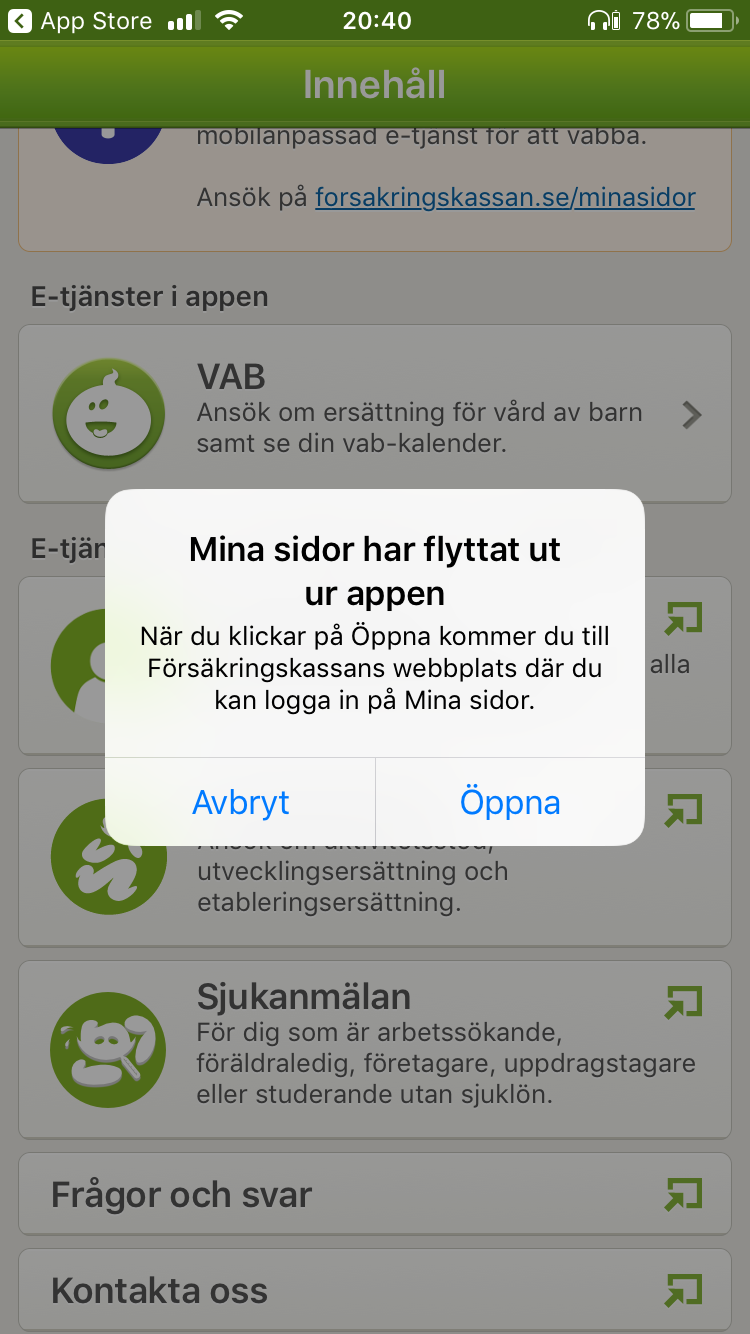 App Store
20:40
78%
Innehåll
mobilanpassad e-tjänst för att vabba.
Ansök på forsakringskassan.se/minasidor
E-tjänster i appen
VAB
Ansök om ersättning för vård av barn
samt se din vab-kalender.
E-tjän
Mina sidor har flyttat ut
ur appen
När du klickar på Öppna kommer du till
Försäkringskassans webbplats där du
kan logga in på Mina sidor.
alla
Avbryt
Öppna
Ansök om aktivitetsstöd,
utvecklingsersättning och
etableringsersättning.
Sjukanmälan
För dig som är arbetssökande,
föräldraledig, företagare, uppdragstagare
eller studerande utan sjuklön.
Frågor och svar
Kontakta oss